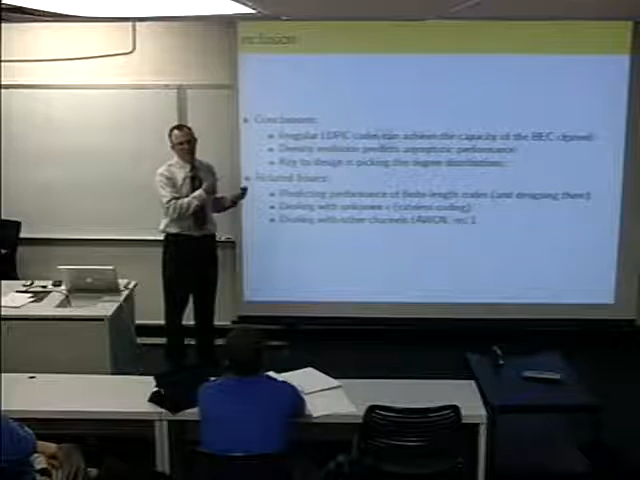 nclusion
Conclusions:
Irregular LDPC codes can achieve the capacity of the BEC channel
Density evolution predicts asymptotic performance
Key to design is picking the degree distributions
Related Issues:
Predicting performance of finite-length codes (and designing them)
Dealing with unknown ε (rateless coding)
Dealing with other channels (AWGN, etc.)